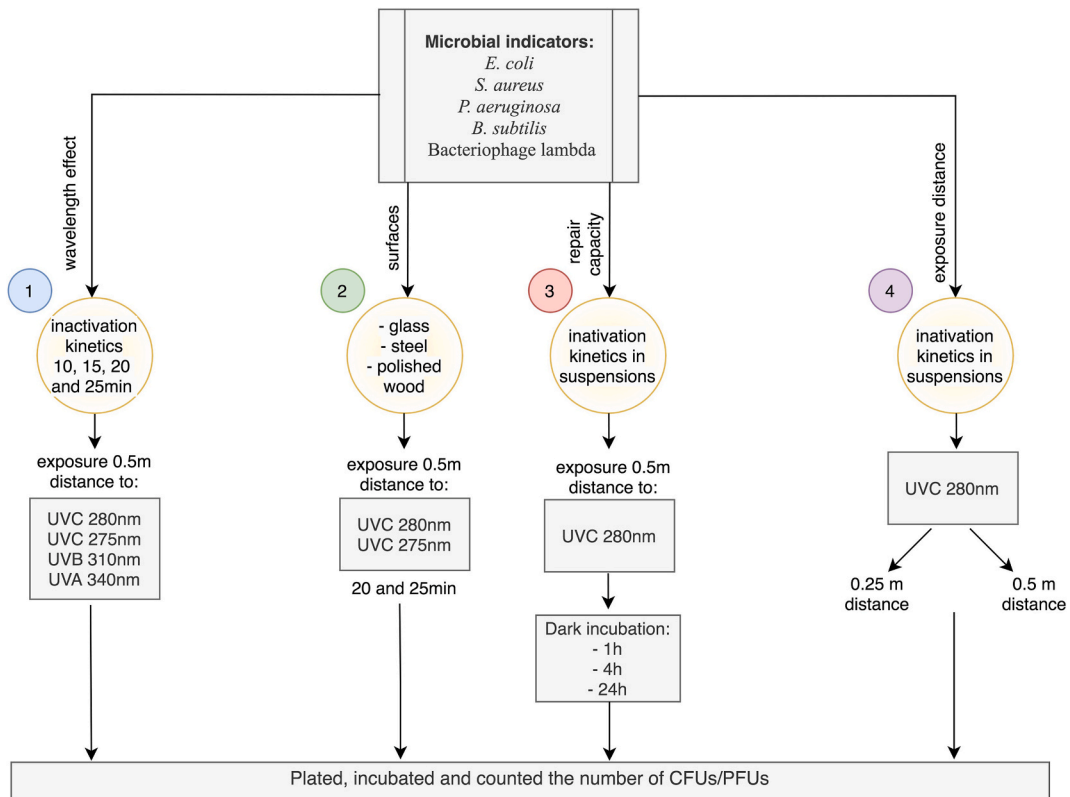 Microbial indicators:
E. coli
S. aureus
P. aeruginosa
B. subtilis
Bacteriophage lambda
wavelength effect
surfaces
repair
capacity
exposure distance
1
inactivation
kinetics
10, 15, 20
and 25min
exposure 0.5m
distance to:
UVC 280nm
UVC 275nm
UVB 310nm
UVA 340nm
2
- glass
- steel
- polished
wood
exposure 0.5m
distance to:
UVC 280nm
UVC 275nm
20 and 25min
3
inativation
kinetics in
suspensions
exposure 0.5m
distance to:
UVC 280nm
Dark incubation:
- 1h
- 4h
- 24h
4
inativation
kinetics in
suspensions
UVC 280nm
0.25 m
distance
0.5 m
distance
Plated, incubated and counted the number of CFUs/PFUs